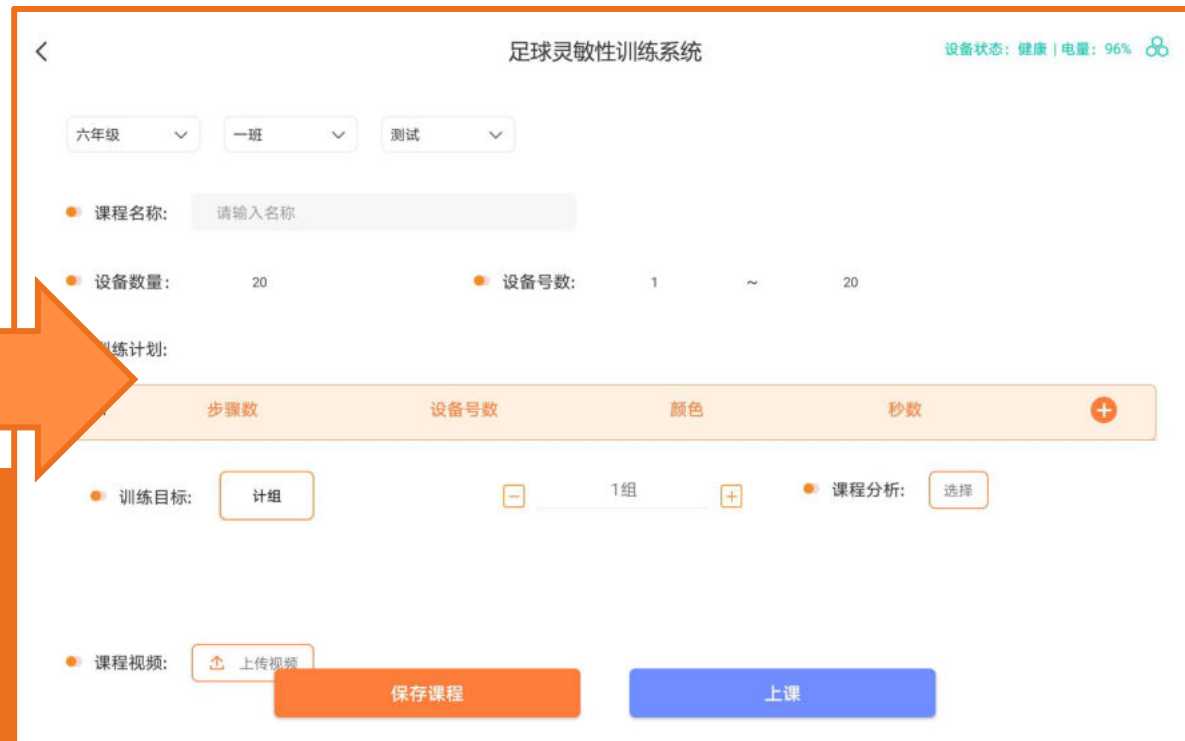 足球灵敏性训练系统
设备状态：健康 | 电量：96%
六年级 一班 测试
课程名称: 请输入名称
设备数量： 20 设备号数: 1 ~ 20
训练计划:
步骤数 设备号数 颜色 秒数
训练目标: 计组 1组 课程分析: 选择
课程视频: 上传视频
保存课程 上课